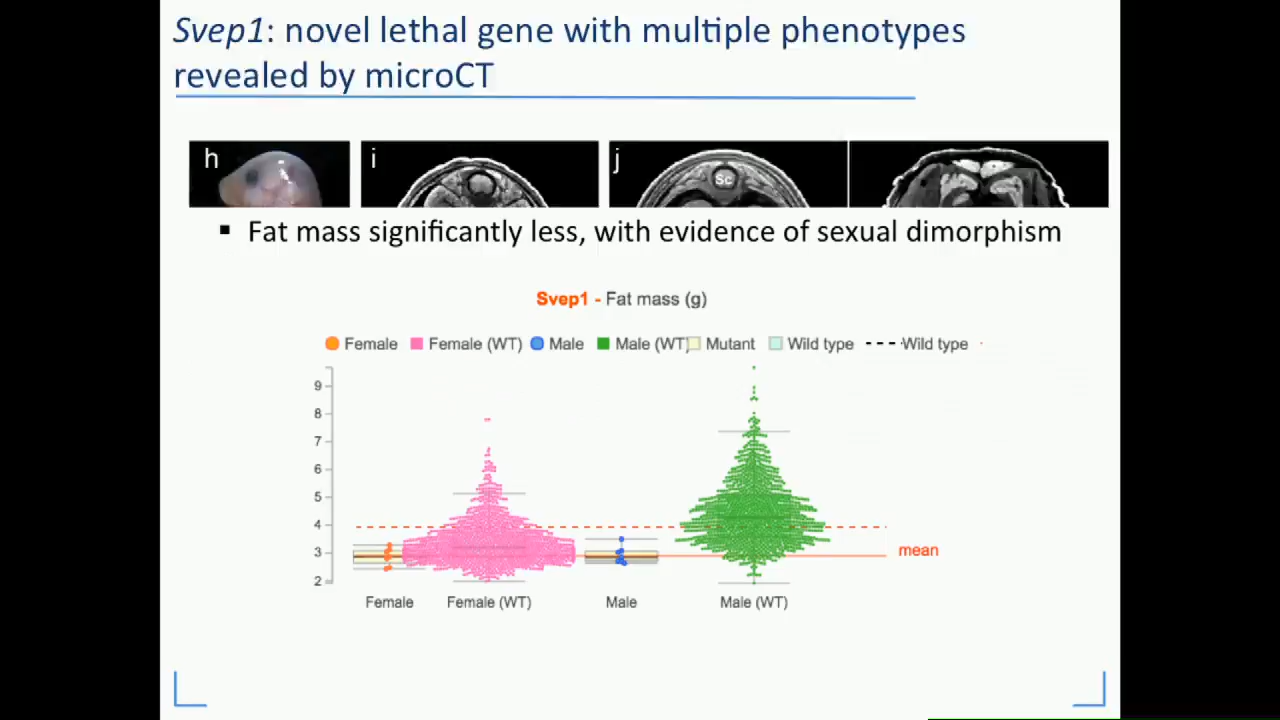 Svep1: novel lethal gene with multiple phenotypes
revealed by microCT
h
i
j
Sc
▪ Fat mass significantly less, with evidence of sexual dimorphism
Svep1 - Fat mass (g)
Female Female (WT) Male Male (WT) Mutant Wild type Wild type
9
8
7
6
5
4
3
2
mean
Female Female (WT) Male Male (WT)